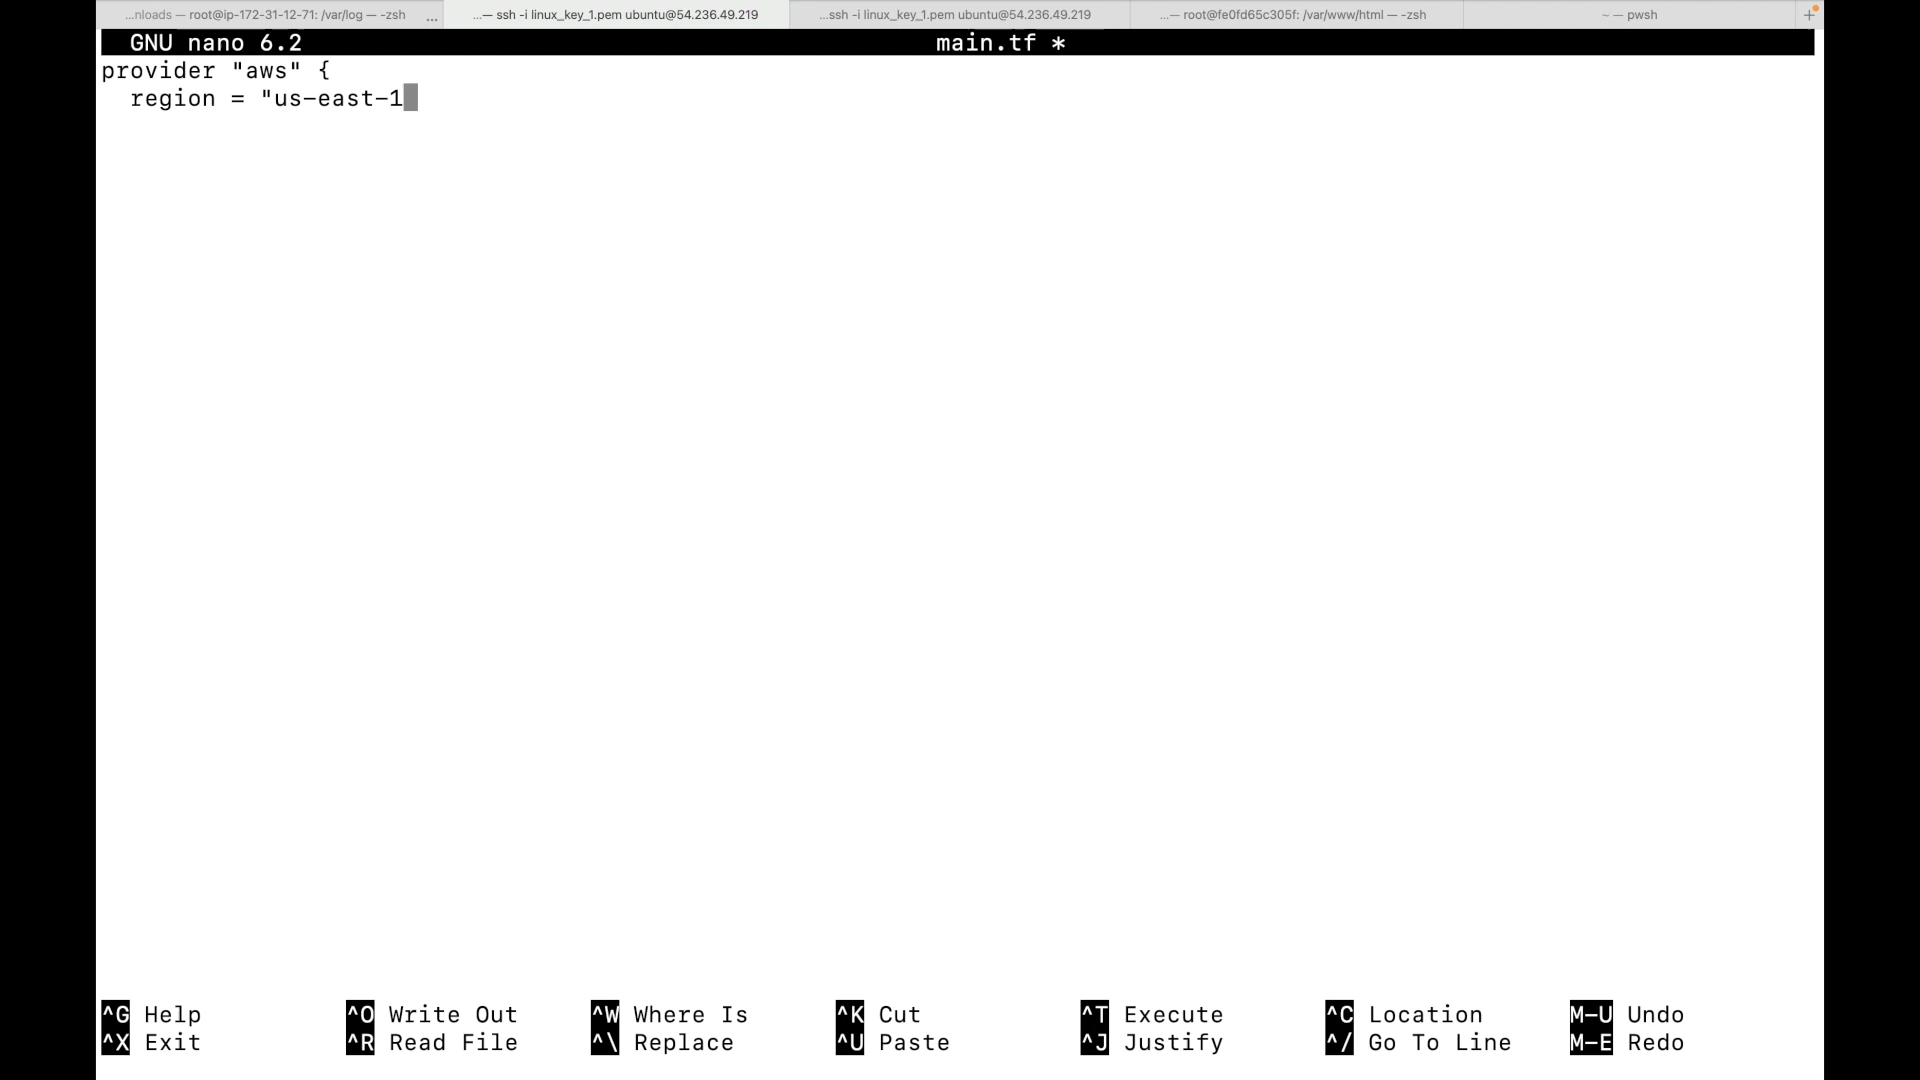 ...nloads — root@ip-172-31-12-71: /var/log — -zsh ... ...— ssh -i linux_key_1.pem ubuntu@54.236.49.219 ...ssh -i linux_key_1.pem ubuntu@54.236.49.219 ...— root@fe0fd65c305f: /var/www/html — -zsh ~ — pwsh +
GNU nano 6.2 main.tf *
provider "aws" {
  region = "us-east-1
^G Help ^O Write Out ^W Where Is ^K Cut ^T Execute ^C Location M-U Undo
^X Exit ^R Read File ^\ Replace ^U Paste ^J Justify ^/ Go To Line M-E Redo